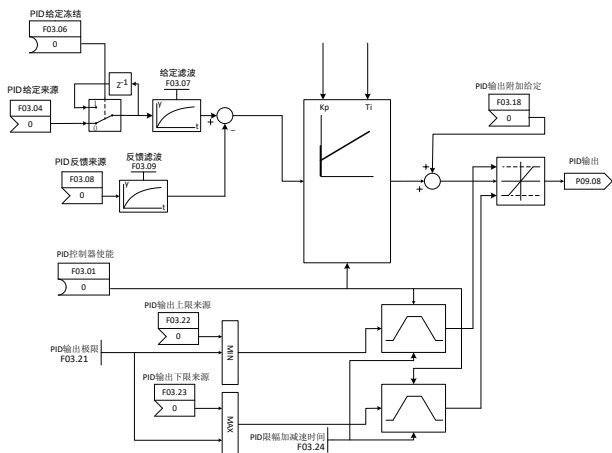 PID给定冻结
F03.06
0
PID给定来源
F03.04
0
Z-1
1
0
给定滤波
F03.07
y
t
+
−
PID反馈来源
F03.08
0
反馈滤波
F03.09
y
t
Kp
Ti
PID输出附加给定
F03.18
0
+
+
PID输出
P09.08
PID控制器使能
F03.01
0
PID输出上限来源
F03.22
0
MIN
PID输出极限
F03.21
PID输出下限来源
F03.23
0
MAX
PID限幅加减速时间
F03.24